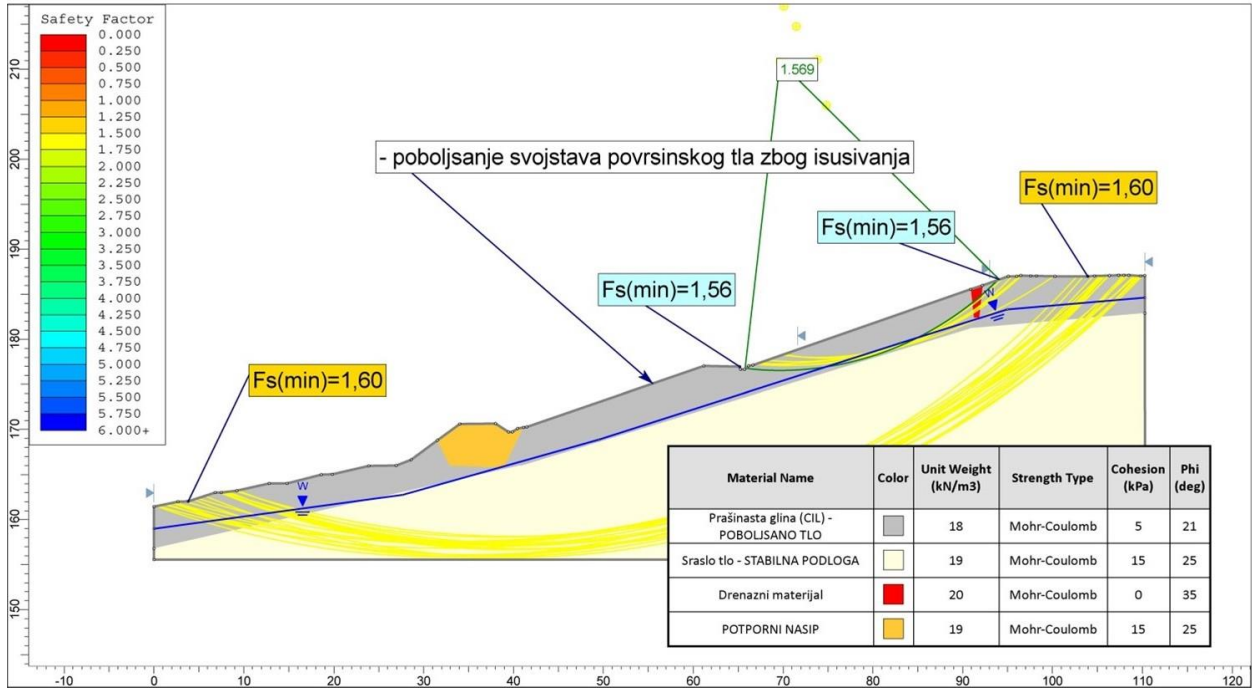 Safety Factor
0.000
0.250
0.500
0.750
1.000
1.250
1.500
1.750
2.000
2.250
2.500
2.750
3.000
3.250
3.500
3.750
4.000
4.250
4.500
4.750
5.000
5.250
5.500
5.750
6.000+
1.569
- poboljsanje svojstava povrsinskog tla zbog isusivanja
Fs(min)=1,60
Fs(min)=1,56
Fs(min)=1,56
Fs(min)=1,60
W
W
Material Name Color Unit Weight (kN/m3) Strength Type Cohesion (kPa) Phi (deg)
Prašinasta glina (CIL) - POBOLJSANO TLO 18 Mohr-Coulomb 5 21
Sraslo tlo - STABILNA PODLOGA 19 Mohr-Coulomb 15 25
Drenazni materijal 20 Mohr-Coulomb 0 35
POTPORNI NASIP 19 Mohr-Coulomb 15 25
210
200
190
180
170
160
150
-10 0 10 20 30 40 50 60 70 80 90 100 110 120